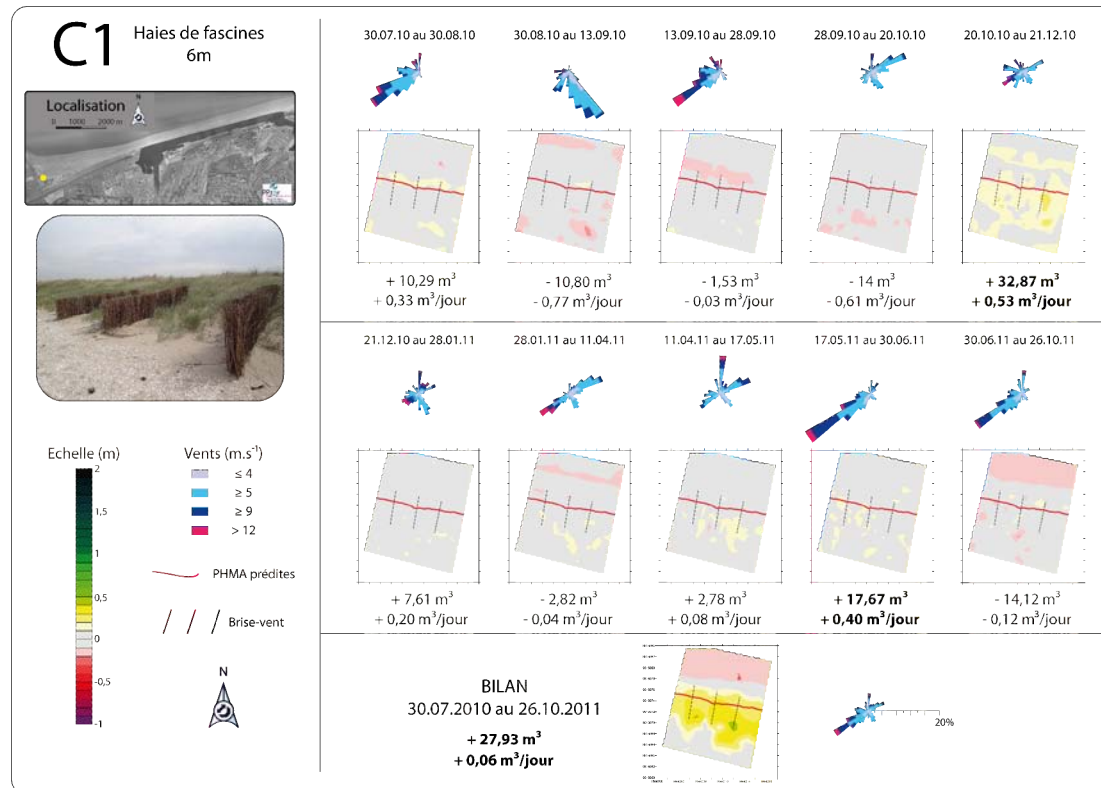 C1
Haies de fascines
6m
Localisation
N
0 1000 2000 m
30.07.10 au 30.08.10
30.08.10 au 13.09.10
13.09.10 au 28.09.10
28.09.10 au 20.10.10
20.10.10 au 21.12.10
+ 10,29 m³
+ 0,33 m³/jour
- 10,80 m³
- 0,77 m³/jour
- 1,53 m³
- 0,03 m³/jour
- 14 m³
- 0,61 m³/jour
+ 32,87 m³
+ 0,53 m³/jour
21.12.10 au 28.01.11
28.01.11 au 11.04.11
11.04.11 au 17.05.11
17.05.11 au 30.06.11
30.06.11 au 26.10.11
+ 7,61 m³
+ 0,20 m³/jour
- 2,82 m³
- 0,04 m³/jour
+ 2,78 m³
+ 0,08 m³/jour
+ 17,67 m³
+ 0,40 m³/jour
- 14,12 m³
- 0,12 m³/jour
Echelle (m)
2
1,5
1
0,5
0
-0,5
-1
Vents (m.s⁻¹)
≤ 4
≥ 5
≥ 9
> 12
PHMA prédites
Brise-vent
N
BILAN
30.07.2010 au 26.10.2011
+ 27,93 m³
+ 0,06 m³/jour
20%